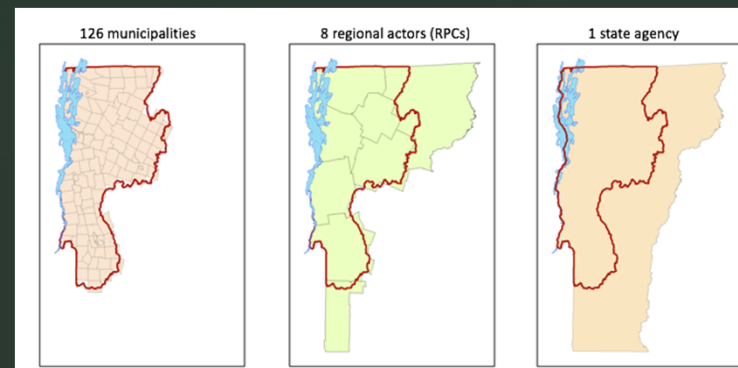 126 municipalities
8 regional actors (RPCs)
1 state agency